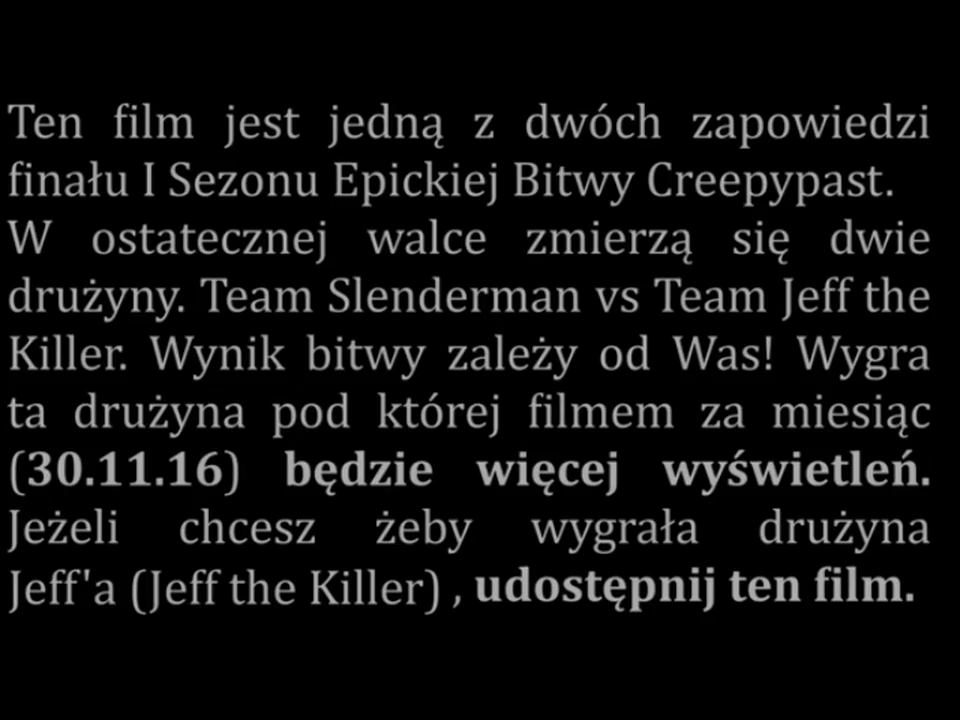 Ten film jest jedną z dwóch zapowiedzi
finału I Sezonu Epickiej Bitwy Creepypast.
W ostatecznej walce zmierzą się dwie
drużyny. Team Slenderman vs Team Jeff the
Killer. Wynik bitwy zależy od Was! Wygra
ta drużyna pod której filmem za miesiąc
(30.11.16) będzie więcej wyświetleń.
Jeżeli chcesz żeby wygrała drużyna
Jeff'a (Jeff the Killer) , udostępnij ten film.